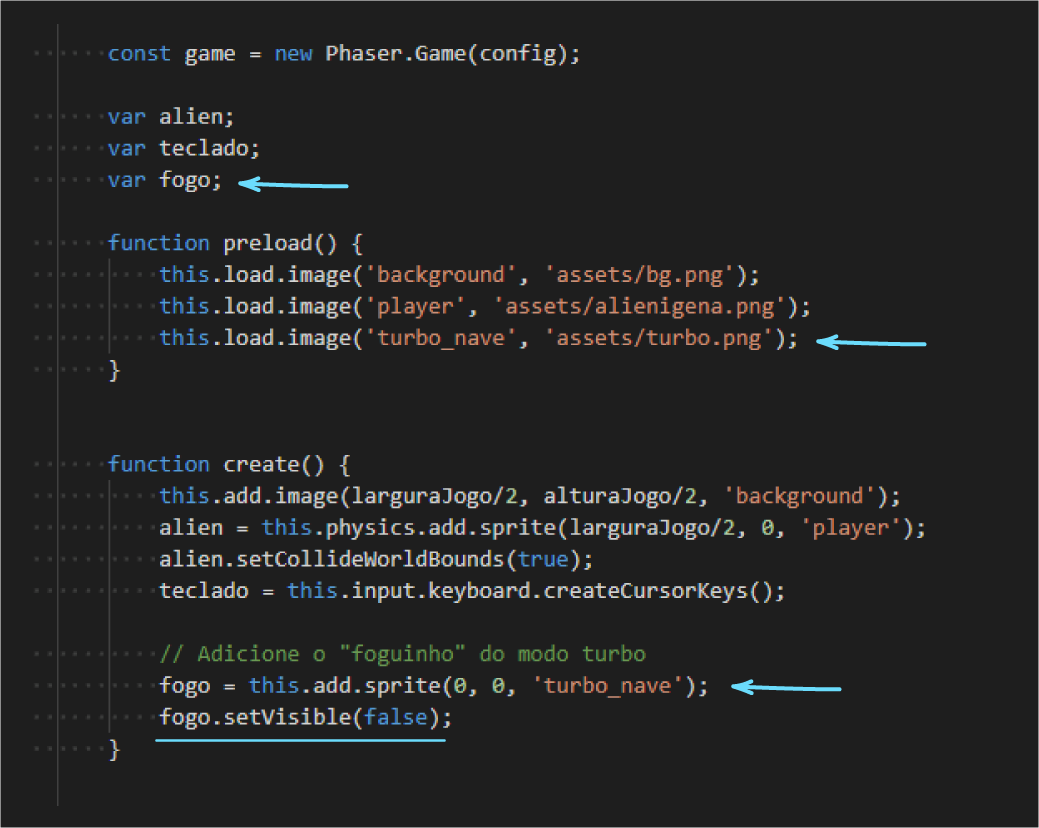 const game = new Phaser.Game(config);
var alien;
var teclado;
var fogo;
function preload() {
this.load.image('background', 'assets/bg.png');
this.load.image('player', 'assets/alienigena.png');
this.load.image('turbo_nave', 'assets/turbo.png');
}
function create() {
this.add.image(larguraJogo/2, alturaJogo/2, 'background');
alien = this.physics.add.sprite(larguraJogo/2, 0, 'player');
alien.setCollideWorldBounds(true);
teclado = this.input.keyboard.createCursorKeys();
// Adicione o "foguinho" do modo turbo
fogo = this.add.sprite(0, 0, 'turbo_nave');
fogo.setVisible(false);
}